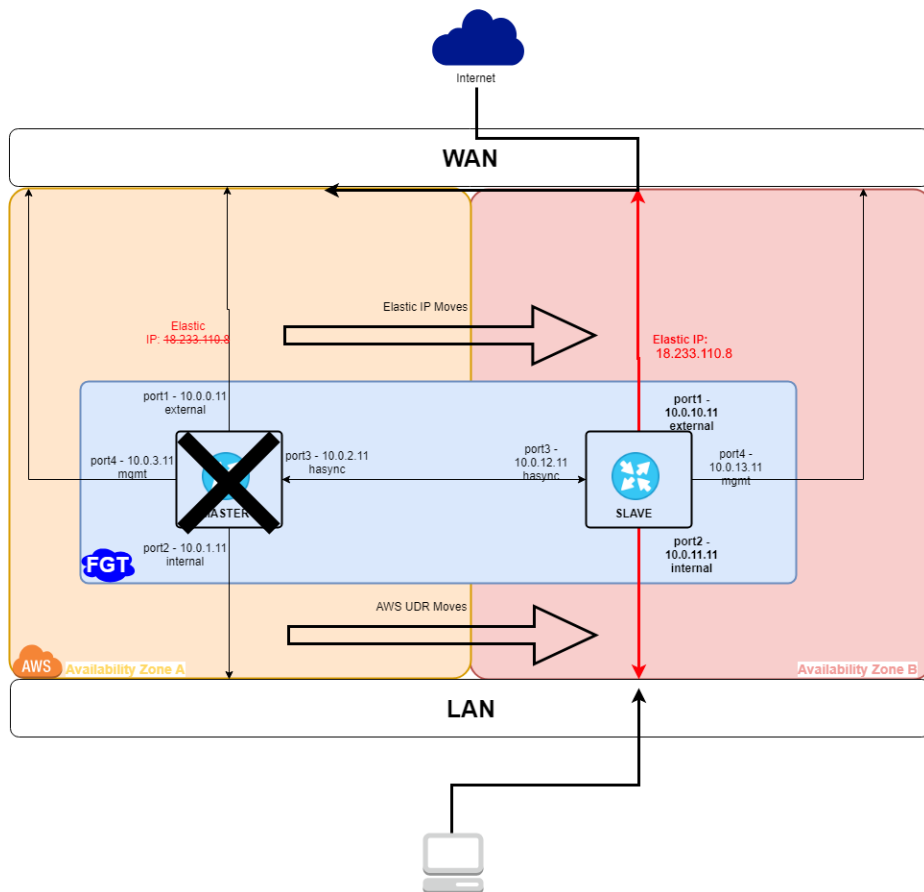 Internet
WAN
Elastic IP Moves
Elastic
IP: 18.233.110.8
Elastic IP:
18.233.110.8
port1 - 10.0.0.11
external
port1 -
10.0.10.11
external
port4 - 10.0.3.11
mgmt
port3 - 10.0.2.11
hasync
port3 -
10.0.12.11
hasync
port4 -
10.0.13.11
mgmt
MASTER
SLAVE
port2 - 10.0.1.11
internal
port2 -
10.0.11.11
internal
FGT
AWS UDR Moves
AWS
Availability Zone A
Availability Zone B
LAN